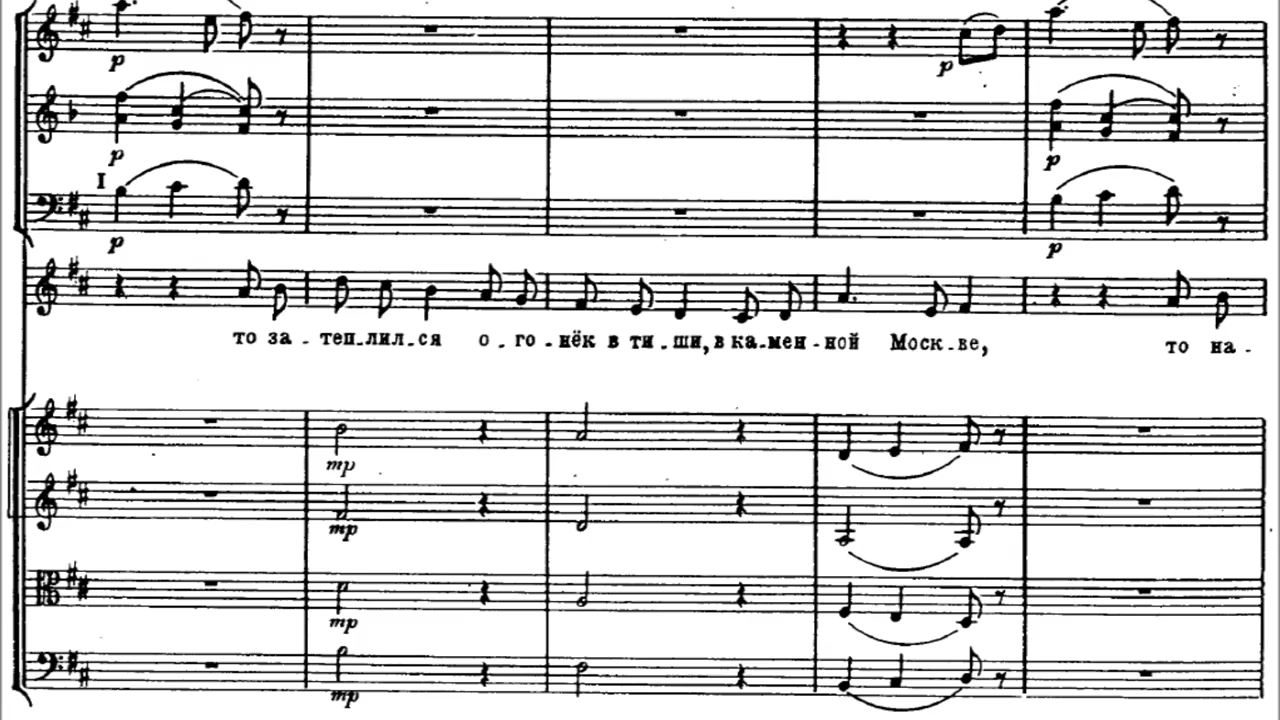 p
p
p
I
p
p
p
то за - теп-лил-ся о - го - нёк в ти - ши, в ка-мен - ной Моск-ве, то на -
mp
mp
mp
mp